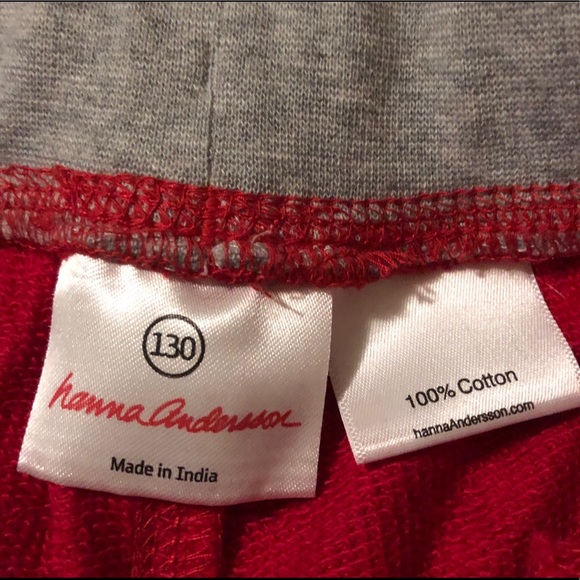 130
hanna Andersson
Made in India
100% Cotton
hannaAndersson.com